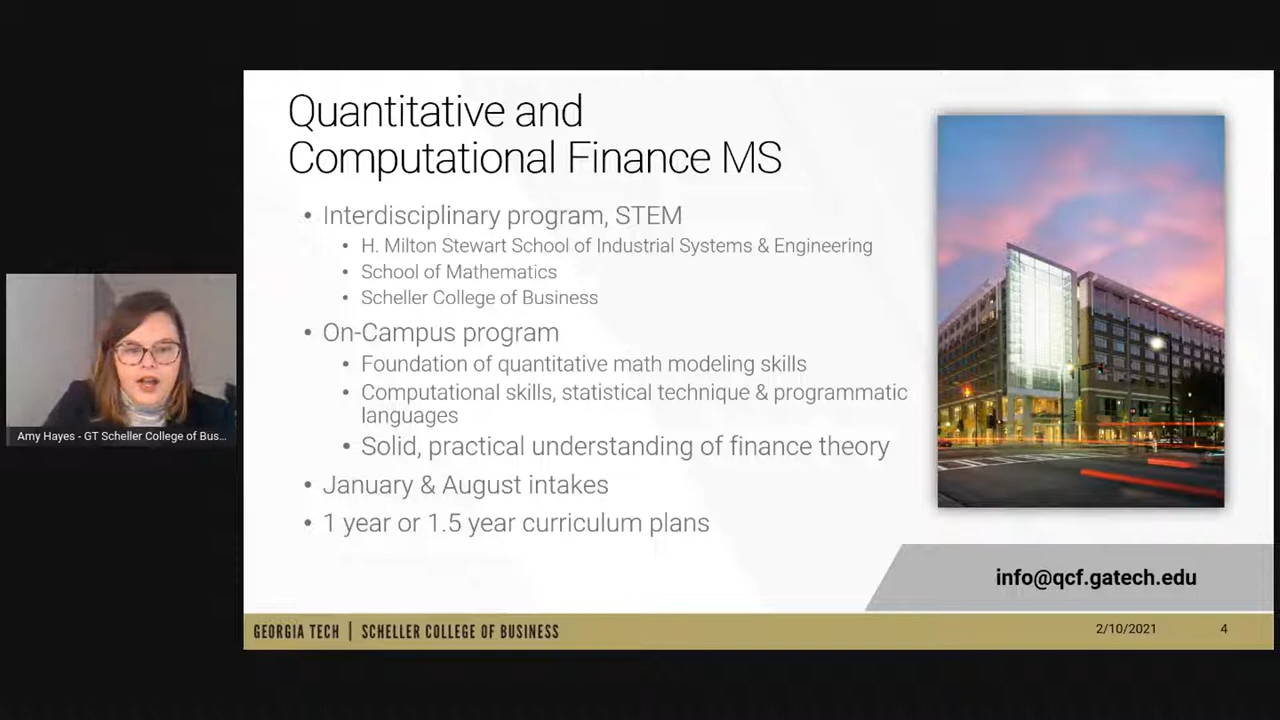 Quantitative and
Computational Finance MS
• Interdisciplinary program, STEM
• H. Milton Stewart School of Industrial Systems & Engineering
• School of Mathematics
• Scheller College of Business
• On-Campus program
• Foundation of quantitative math modeling skills
• Computational skills, statistical technique & programmatic
languages
• Solid, practical understanding of finance theory
• January & August intakes
• 1 year or 1.5 year curriculum plans
Amy Hayes - GT Scheller College of Bus...
info@qcf.gatech.edu
GEORGIA TECH | SCHELLER COLLEGE OF BUSINESS
2/10/2021 4